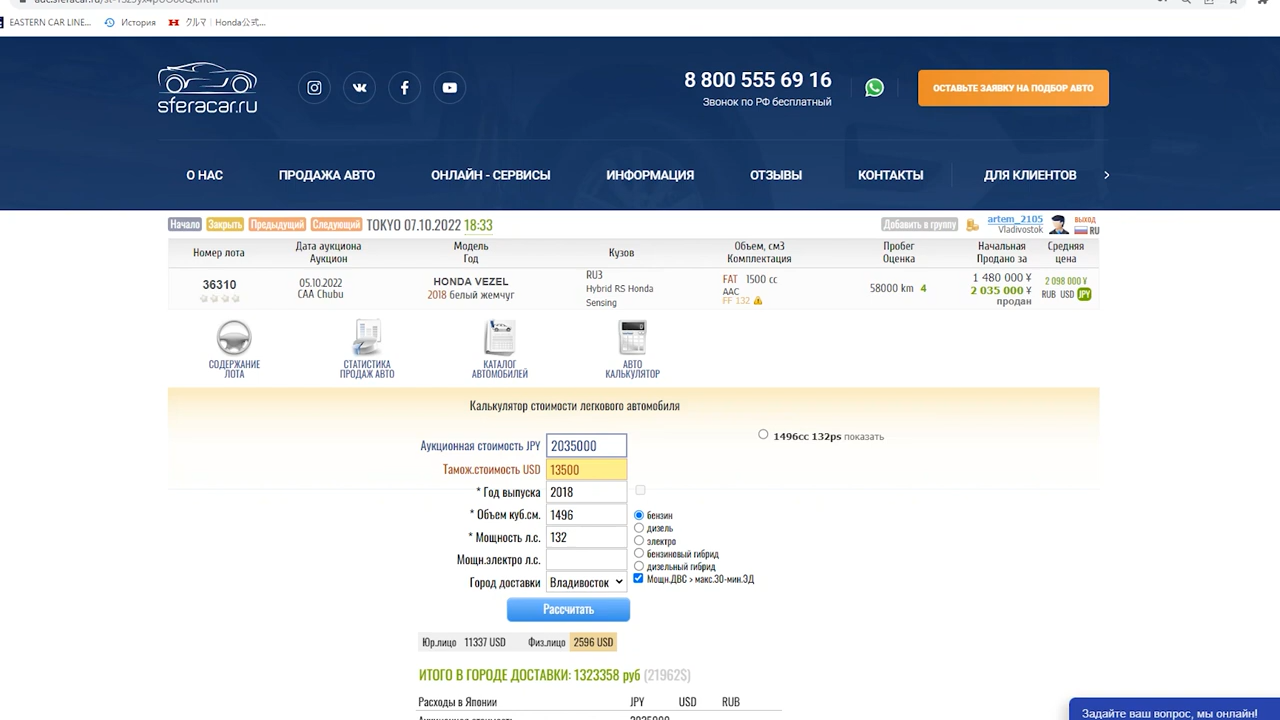 EASTERN CAR LINE...
История
クルマ | Honda公式...
sferacar.ru
8 800 555 69 16
Звонок по РФ бесплатный
ОСТАВЬТЕ ЗАЯВКУ НА ПОДБОР АВТО
О НАС
ПРОДАЖА АВТО
ОНЛАЙН - СЕРВИСЫ
ИНФОРМАЦИЯ
ОТЗЫВЫ
КОНТАКТЫ
ДЛЯ КЛИЕНТОВ
Начало Закрыть Предыдущий Следующий TOKYO 07.10.2022 18:33
Добавить в группу
artem_2105
Vladivostok
выход
RU
Номер лота
Дата аукциона
Аукцион
Модель
Год
Кузов
Объем, см3
Комплектация
Пробег
Оценка
Начальная
Продано за
Средняя
цена
36310
05.10.2022
CAA Chubu
HONDA VEZEL
2018 белый жемчуг
RU3
Hybrid RS Honda
Sensing
FAT 1500 cc
AAC
FF 132
58000 km 4
1 480 000 ¥
2 035 000 ¥
продан
2 098 000 ¥
RUB USD JPY
СОДЕРЖАНИЕ
ЛОТА
СТАТИСТИКА
ПРОДАЖ АВТО
КАТАЛОГ
АВТОМОБИЛЕЙ
АВТО
КАЛЬКУЛЯТОР
Калькулятор стоимости легкового автомобиля
1496cc 132ps показать
Аукционная стоимость JPY 2035000
Тамож.стоимость USD 13500
* Год выпуска 2018
* Объем куб.см. 1496
бензин
дизель
* Мощность л.с. 132
электро
бензиновый гибрид
Мощн.электро л.с.
дизельный гибрид
Город доставки Владивосток
Мощн.ДВС > макс.30-мин.ЭД
Рассчитать
Юр.лицо 11337 USD Физ.лицо 2596 USD
ИТОГО В ГОРОДЕ ДОСТАВКИ: 1323358 руб (21962$)
Расходы в Японии JPY USD RUB
Задайте ваш вопрос, мы онлайн!